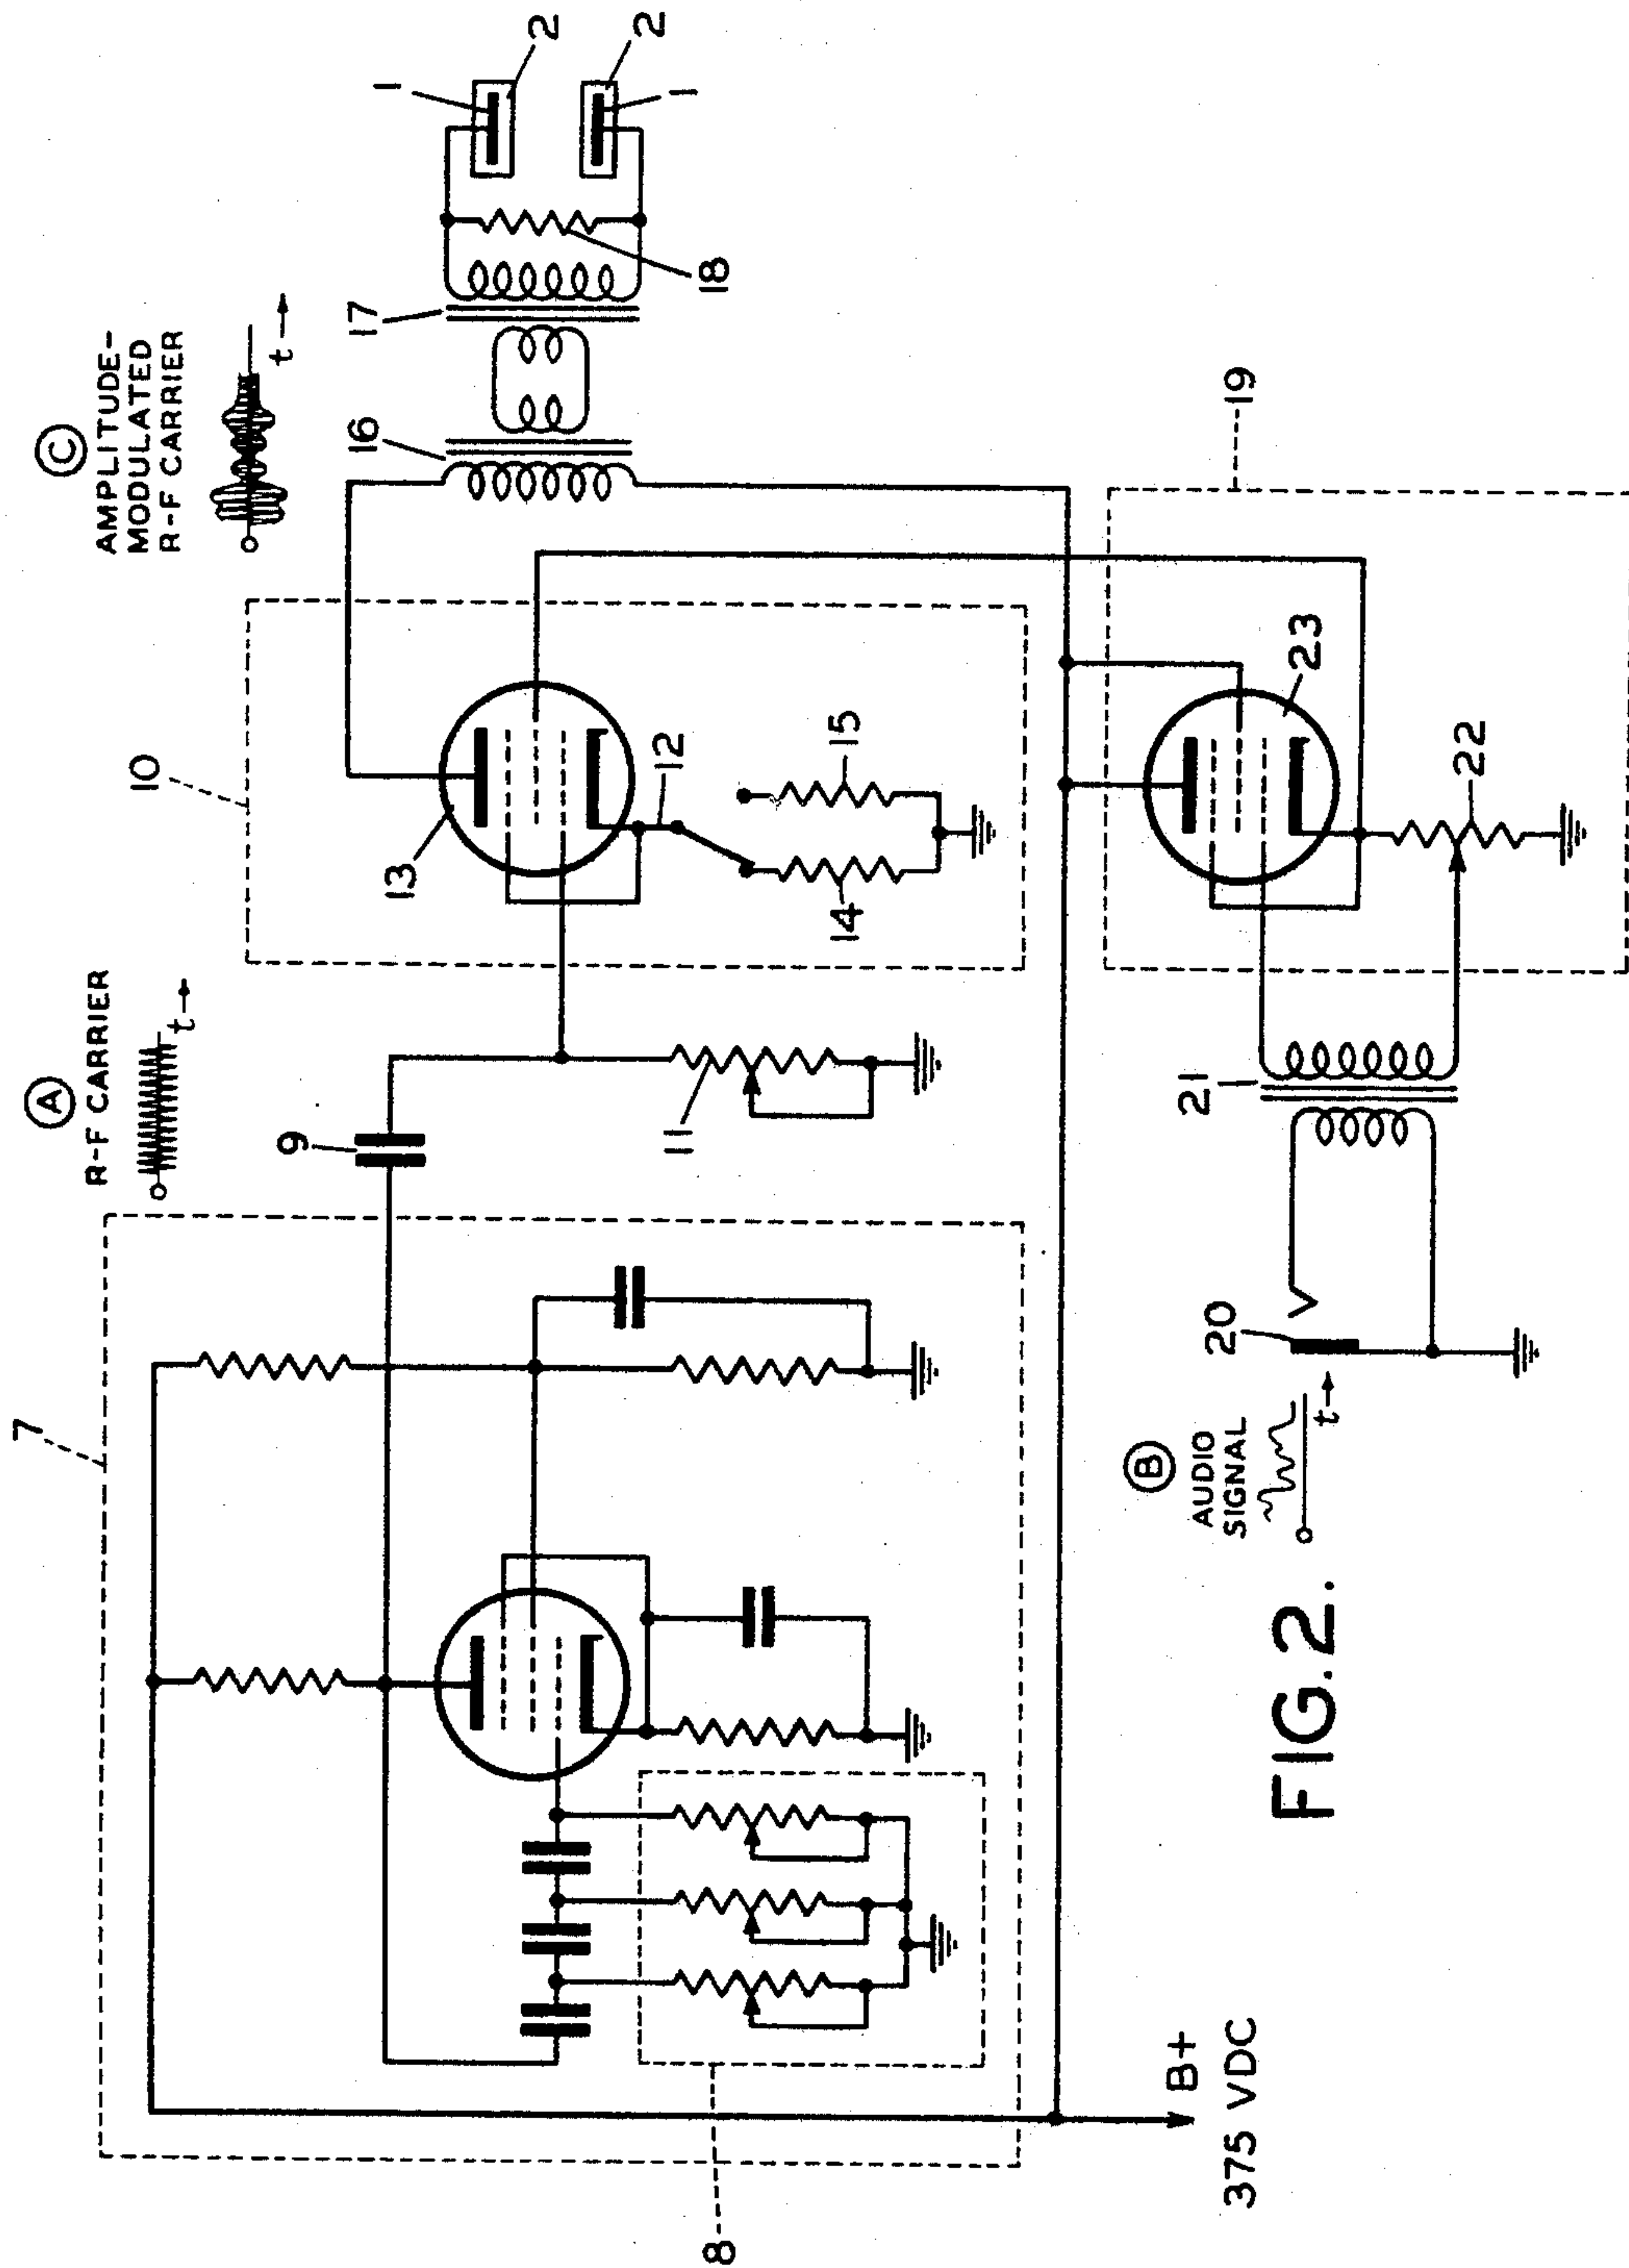 7
8
A
R-F CARRIER
t
9
11
10
13
12
14
15
C
AMPLITUDE-
MODULATED
R-F CARRIER
t
16
17
18
1
2
1
2
19
23
22
21
20
B
AUDIO
SIGNAL
t
B+
375 VDC
FIG.2.